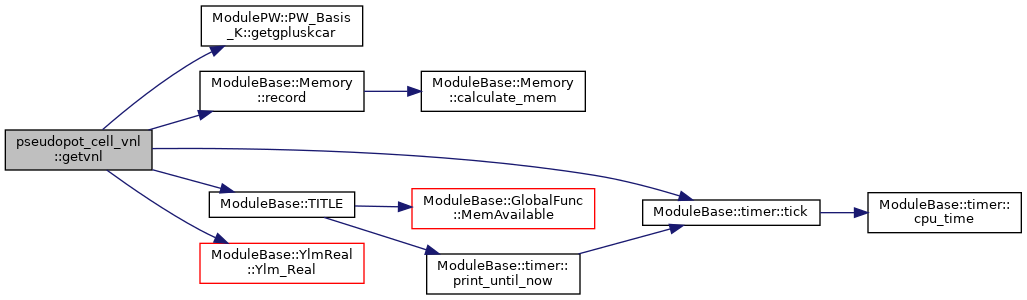 ModulePW::PW_Basis
_K::getgpluskcar
ModuleBase::Memory
::record
ModuleBase::Memory
::calculate_mem
pseudopot_cell_vnl
::getvnl
ModuleBase::TITLE
ModuleBase::GlobalFunc
::MemAvailable
ModuleBase::timer::tick
ModuleBase::timer::
cpu_time
ModuleBase::YlmReal
::Ylm_Real
ModuleBase::timer::
print_until_now